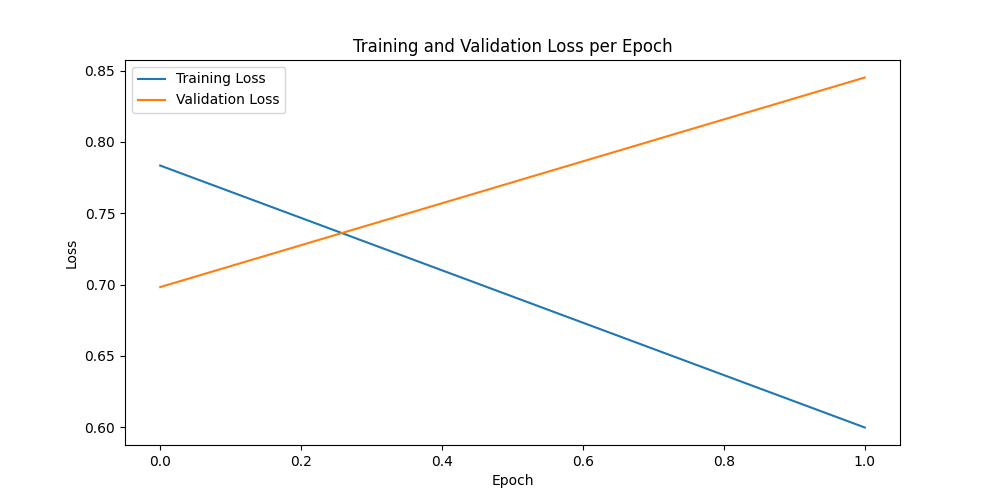 Training and Validation Loss per Epoch
Training Loss
Validation Loss
Loss
0.85
0.80
0.75
0.70
0.65
0.60
0.0 0.2 0.4 0.6 0.8 1.0
Epoch